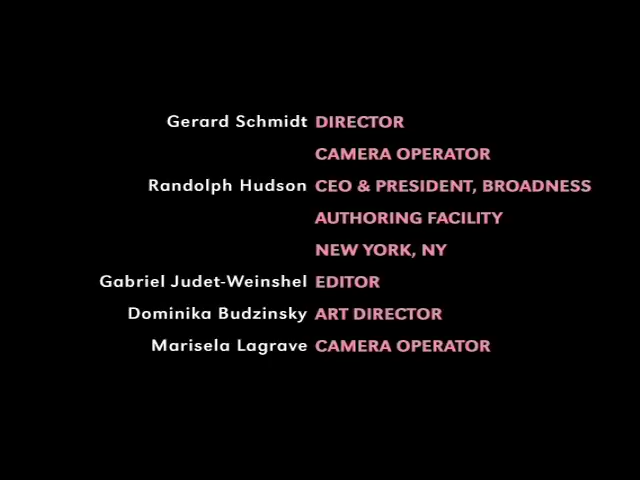 Gerard Schmidt DIRECTOR
CAMERA OPERATOR
Randolph Hudson CEO & PRESIDENT, BROADNESS
AUTHORING FACILITY
NEW YORK, NY
Gabriel Judet-Weinshel EDITOR
Dominika Budzinsky ART DIRECTOR
Marisela Lagrave CAMERA OPERATOR